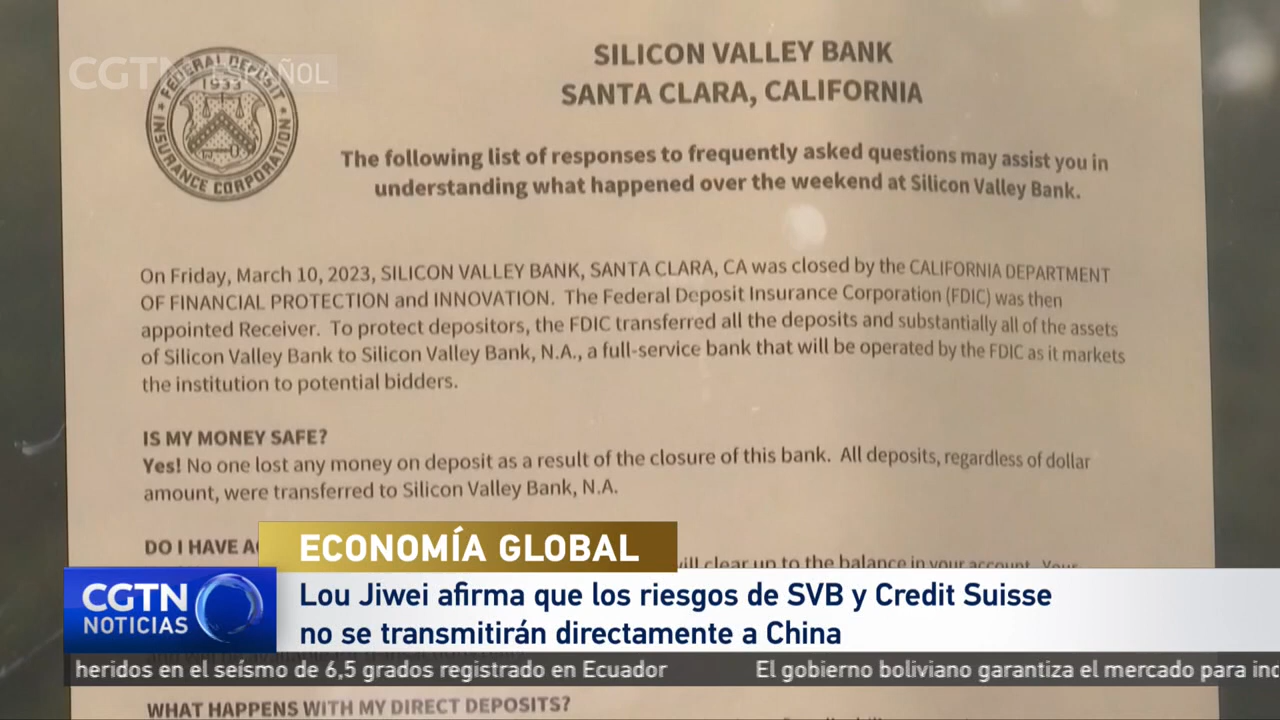 CGTN ESPAÑOL
FEDERAL DEPOSIT INSURANCE CORPORATION
1933
SILICON VALLEY BANK
SANTA CLARA, CALIFORNIA
The following list of responses to frequently asked questions may assist you in
understanding what happened over the weekend at Silicon Valley Bank.
On Friday, March 10, 2023, SILICON VALLEY BANK, SANTA CLARA, CA was closed by the CALIFORNIA DEPARTMENT
OF FINANCIAL PROTECTION and INNOVATION. The Federal Deposit Insurance Corporation (FDIC) was then
appointed Receiver. To protect depositors, the FDIC transferred all the deposits and substantially all of the assets
of Silicon Valley Bank to Silicon Valley Bank, N.A., a full-service bank that will be operated by the FDIC as it markets
the institution to potential bidders.
IS MY MONEY SAFE?
Yes! No one lost any money on deposit as a result of the closure of this bank. All deposits, regardless of dollar
amount, were transferred to Silicon Valley Bank, N.A.
DO I HAVE
will clear up to the balance in your account. Your
ECONOMÍA GLOBAL
CGTN
NOTICIAS
Lou Jiwei afirma que los riesgos de SVB y Credit Suisse
no se transmitirán directamente a China
heridos en el seísmo de 6,5 grados registrado en Ecuador El gobierno boliviano garantiza el mercado para
WHAT HAPPENS WITH MY DIRECT DEPOSITS?